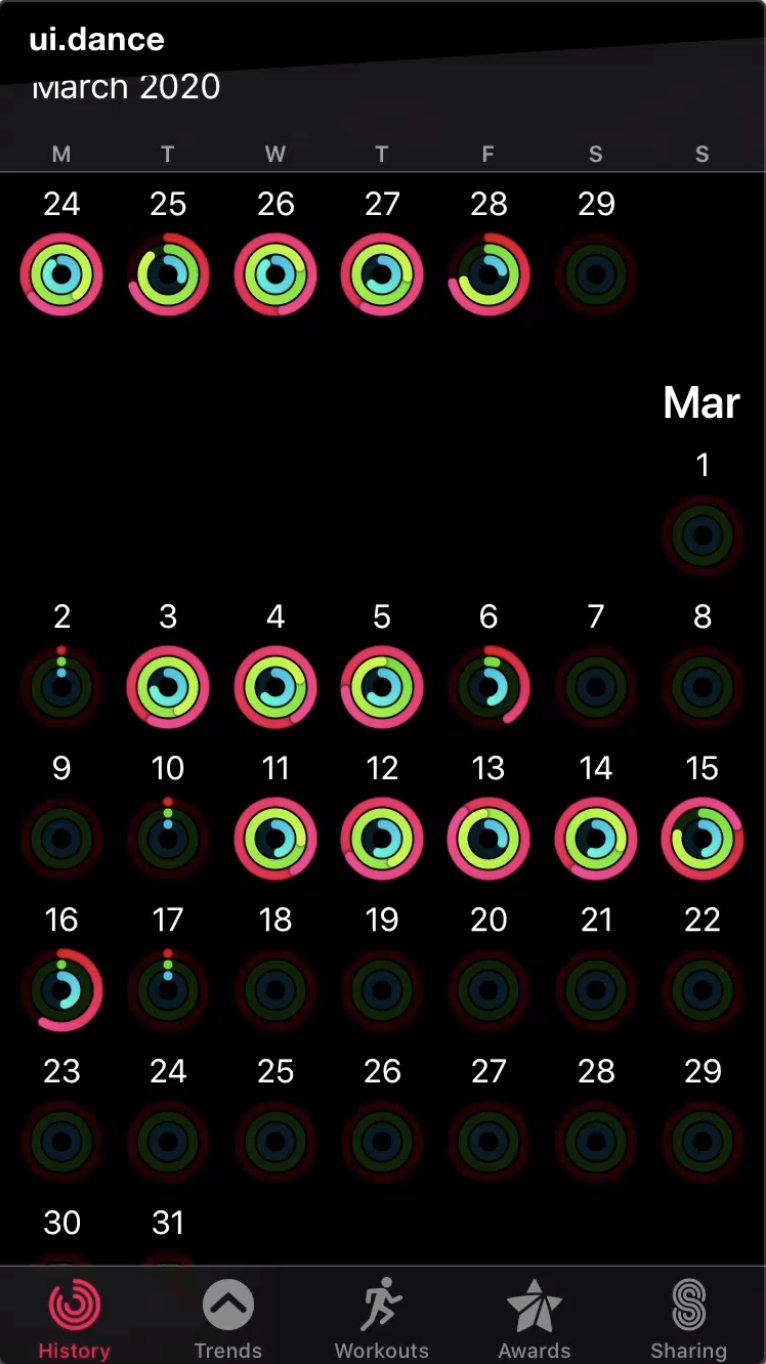 ui.dance
March 2020
M T W T F S S
24 25 26 27 28 29
Mar
1
2 3 4 5 6 7 8
9 10 11 12 13 14 15
16 17 18 19 20 21 22
23 24 25 26 27 28 29
30 31
History Trends Workouts Awards Sharing